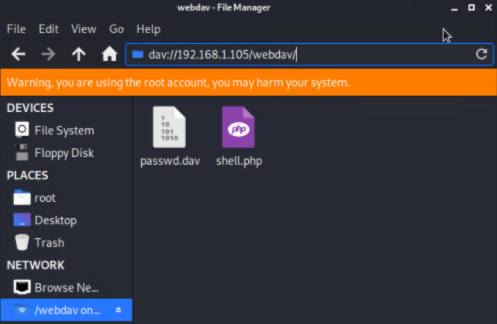 webdav - File Manager
File Edit View Go Help
dav://192.168.1.105/webdav/
Warning, you are using the root account, you may harm your system.
DEVICES
File System
Floppy Disk
PLACES
root
Desktop
Trash
NETWORK
Browse Ne...
/webdav on...
1
10
101
1010
passwd.dav
php
shell.php